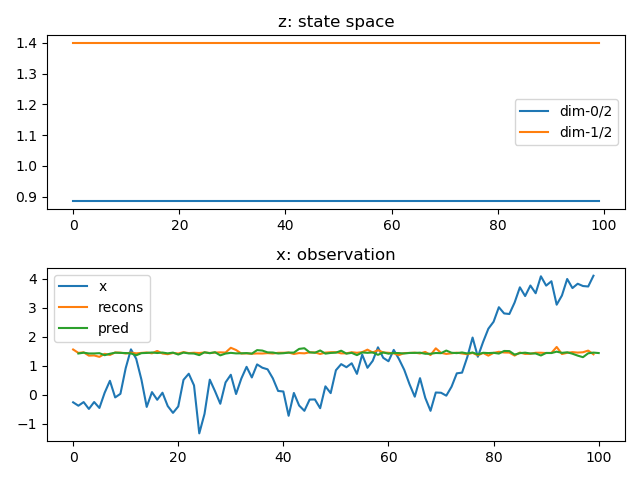 z: state space
1.4
1.3
1.2
1.1
1.0
0.9
dim-0/2
dim-1/2
0 20 40 60 80 100
x: observation
4
3
2
1
0
−1
x
recons
pred
0 20 40 60 80 100